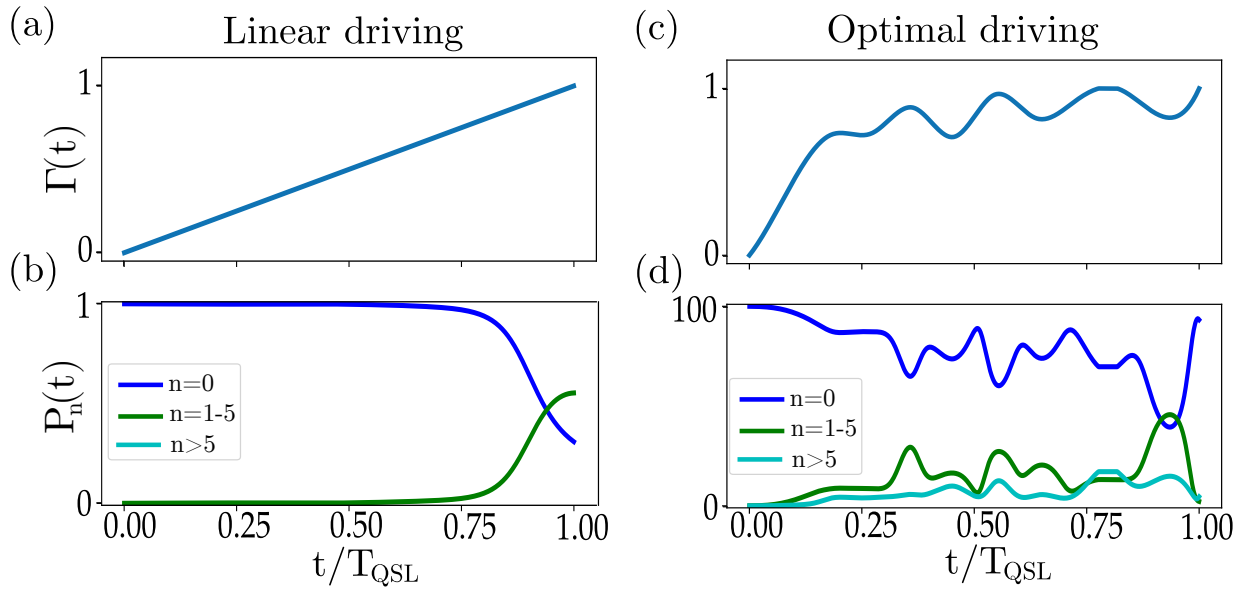 (a)
Linear driving
1
Γ(t)
0
(b)
1
P_n(t)
n=0
n=1-5
n>5
0
0.00 0.25 0.50 0.75 1.00
t/T_QSL
(c)
Optimal driving
1
0
(d)
100
n=0
n=1-5
n>5
0
0.00 0.25 0.50 0.75 1.00
t/T_QSL